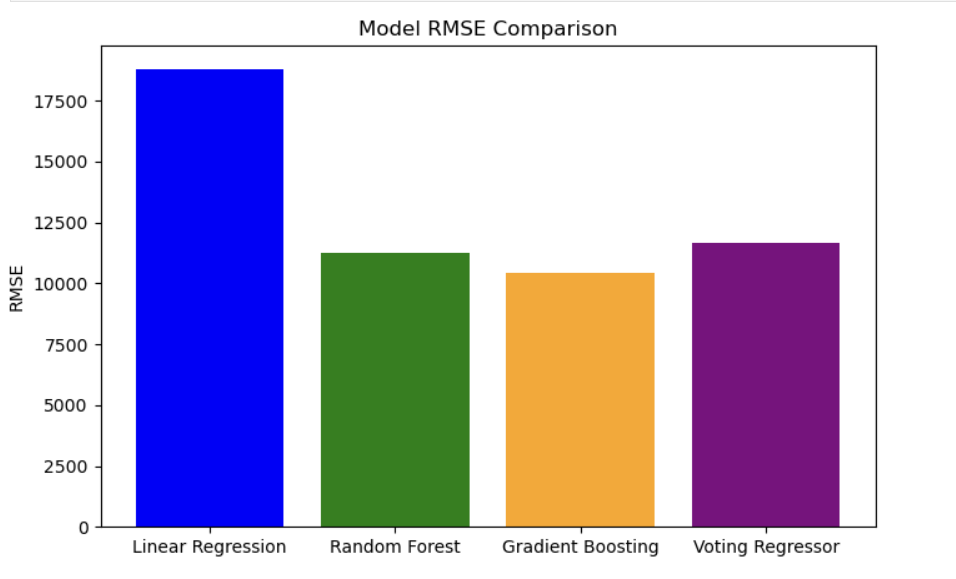 Model RMSE Comparison
RMSE
17500
15000
12500
10000
7500
5000
2500
0
Linear Regression
Random Forest
Gradient Boosting
Voting Regressor